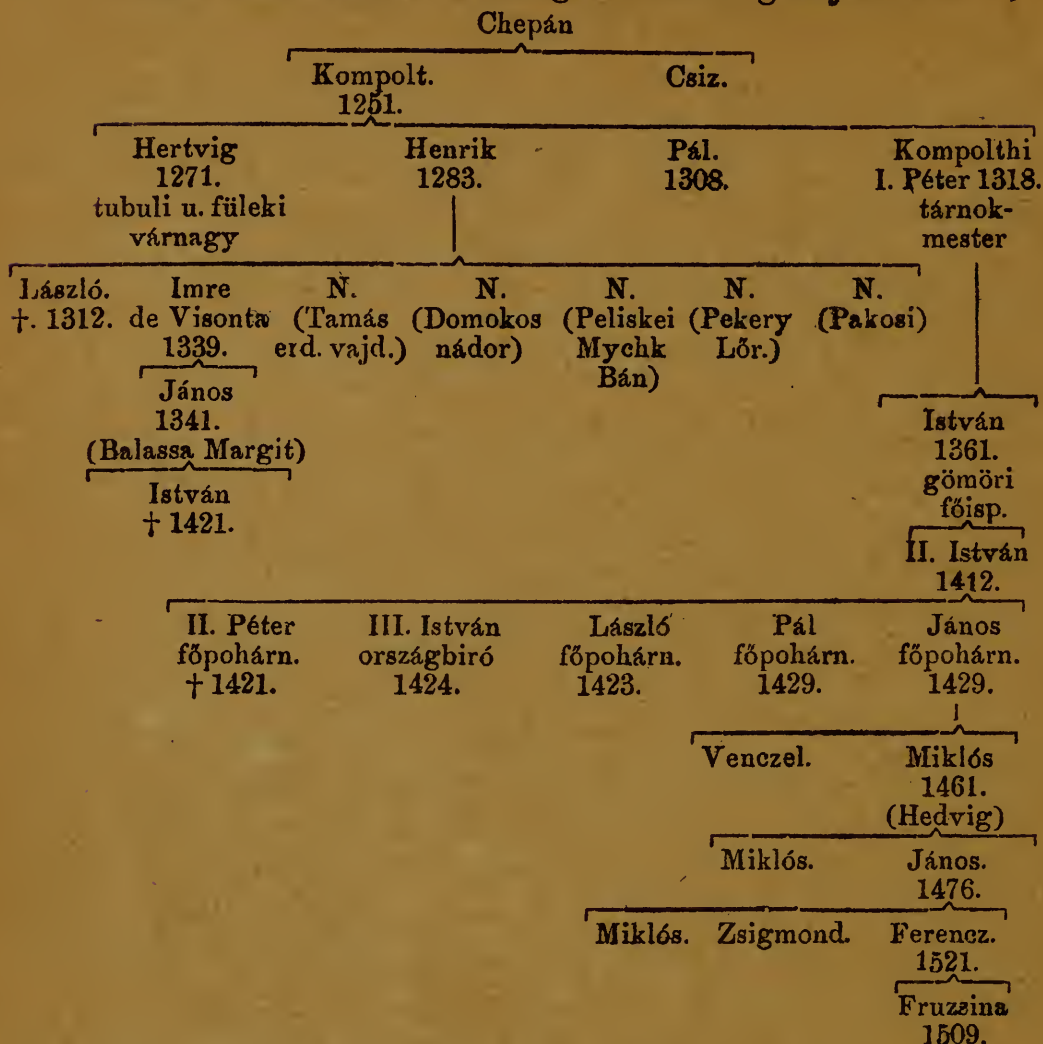 Chepán
Kompolt. Csiz.
1251.
Hertvig Henrik Pál. Kompolthi
1271. 1283. 1308. I. Péter 1318.
tubuli u. füleki tárnok-
várnagy mester
László. Imre N. N. N. N. N.
†. 1312. de Visonta (Tamás (Domokos (Peliskei (Pekery (Pakosi)
1339. erd. vajd.) nádor) Mychk Lőr.)
János Bán)
1341. István
(Balassa Margit) 1361.
István gömöri
† 1421. főisp.
II. István
1412.
II. Péter III. István László Pál János
főpohárn. országbiró főpohárn. főpohárn. főpohárn.
† 1421. 1424. 1423. 1429. 1429.
Venczel. Miklós
1461.
(Hedvig)
Miklós. János.
1476.
Miklós. Zsigmond. Ferencz.
1521.
Fruzsina
1509.